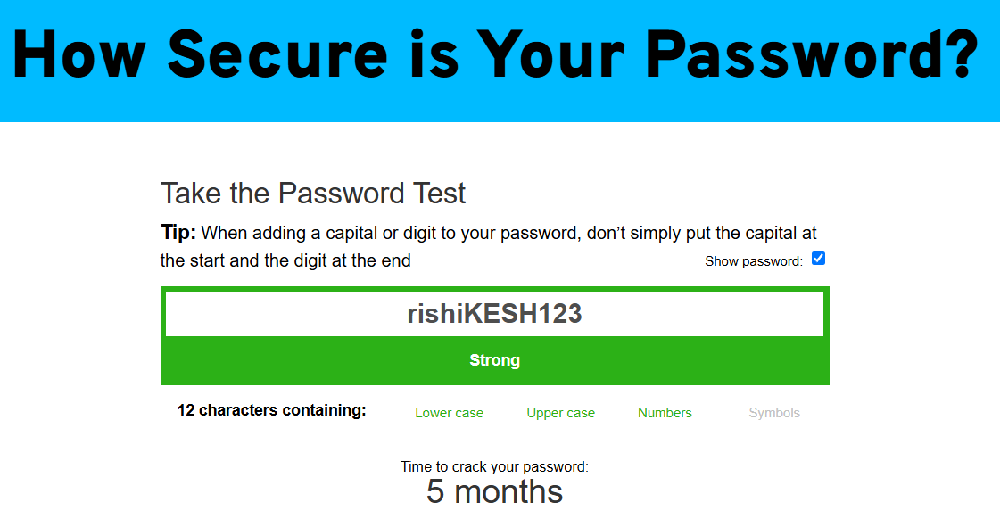 How Secure is Your Password?
Take the Password Test
Tip: When adding a capital or digit to your password, don’t simply put the capital at
the start and the digit at the end
Show password:
rishiKESH123
Strong
12 characters containing:
Lower case
Upper case
Numbers
Symbols
Time to crack your password:
5 months